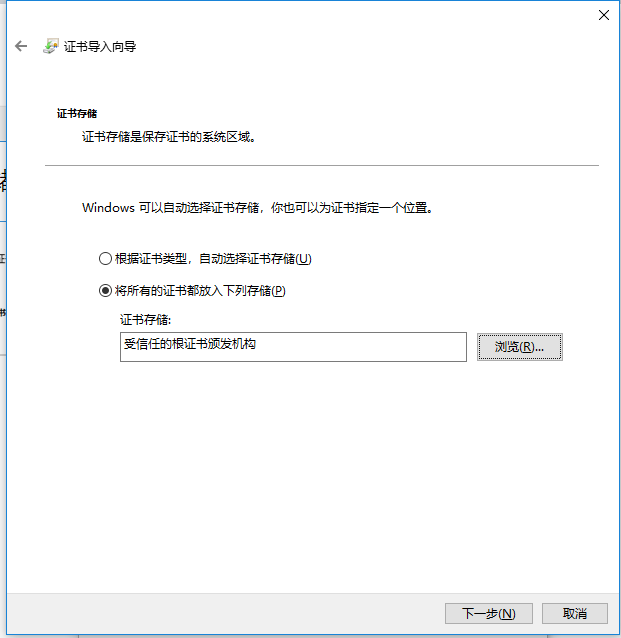 证书导入向导
证书存储
证书存储是保存证书的系统区域。
Windows 可以自动选择证书存储，你也可以为证书指定一个位置。
根据证书类型，自动选择证书存储(U)
将所有的证书都放入下列存储(P)
证书存储:
受信任的根证书颁发机构
浏览(R)...
下一步(N)
取消